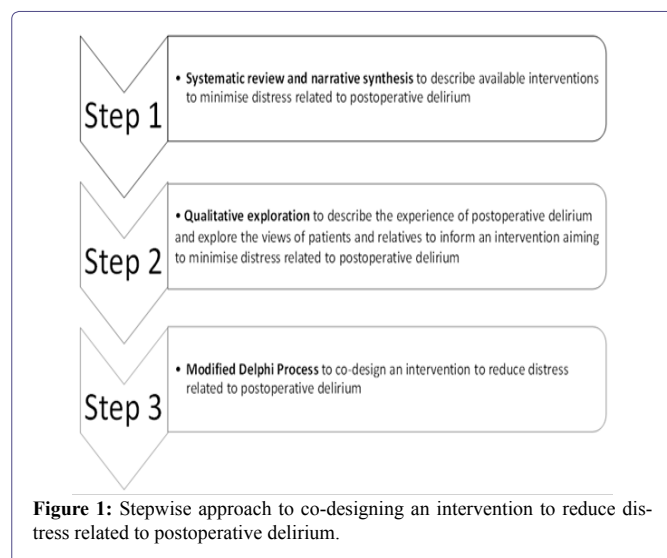 Step 1
• Systematic review and narrative synthesis to describe available interventions
to minimise distress related to postoperative delirium
Step 2
• Qualitative exploration to describe the experience of postoperative delirium
and explore the views of patients and relatives to inform an intervention aiming
to minimise distress related to postoperative delirium
Step 3
• Modified Delphi Process to co-design an intervention to reduce distress
related to postoperative delirium
Figure 1: Stepwise approach to co-designing an intervention to reduce dis-
tress related to postoperative delirium.